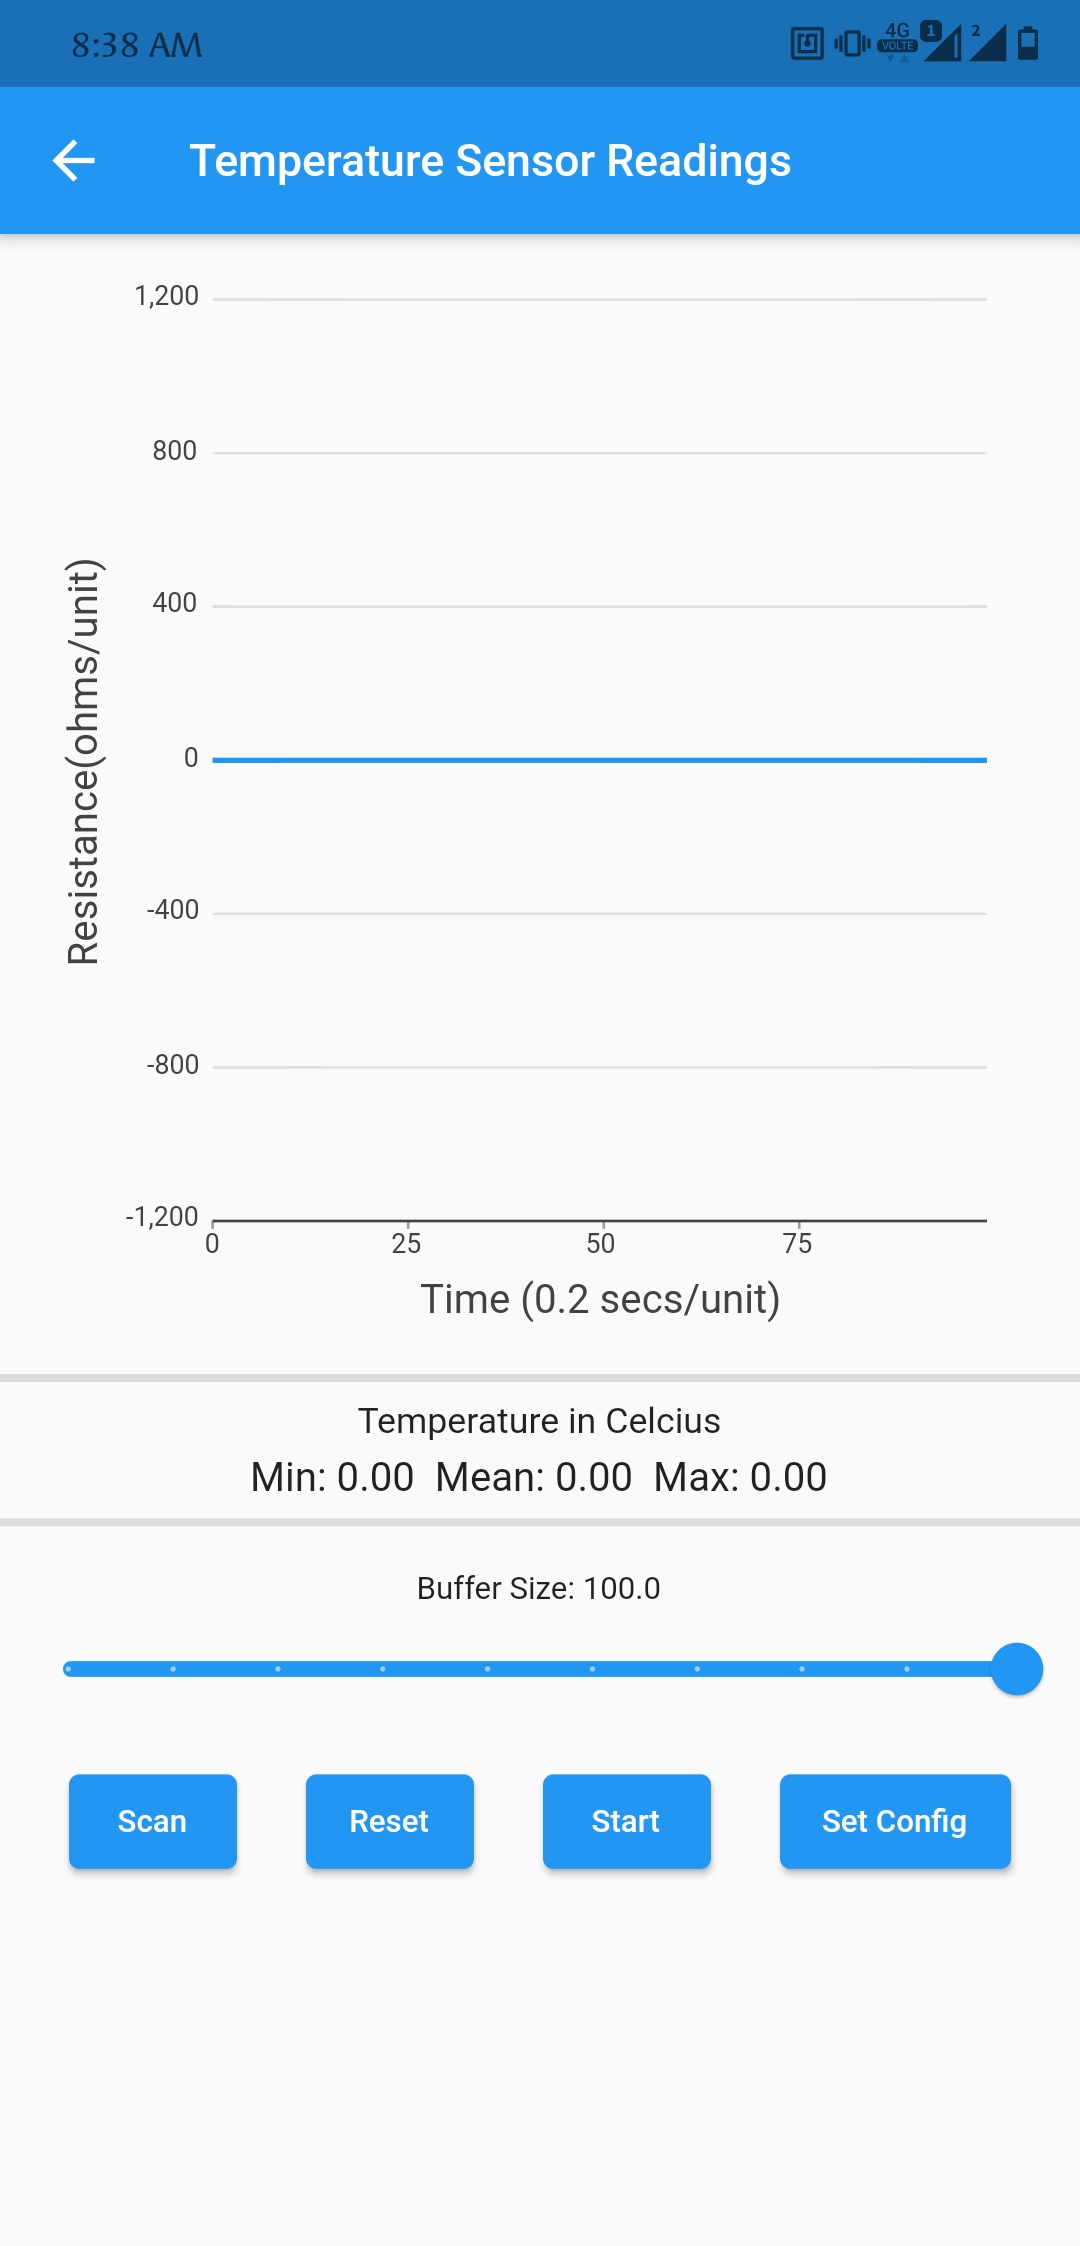 8:38 AM
4G
VOLTE
1
2
Temperature Sensor Readings
1,200
800
400
0
-400
-800
-1,200
Resistance(ohms/unit)
0 25 50 75
Time (0.2 secs/unit)
Temperature in Celcius
Min: 0.00 Mean: 0.00 Max: 0.00
Buffer Size: 100.0
Scan Reset Start Set Config